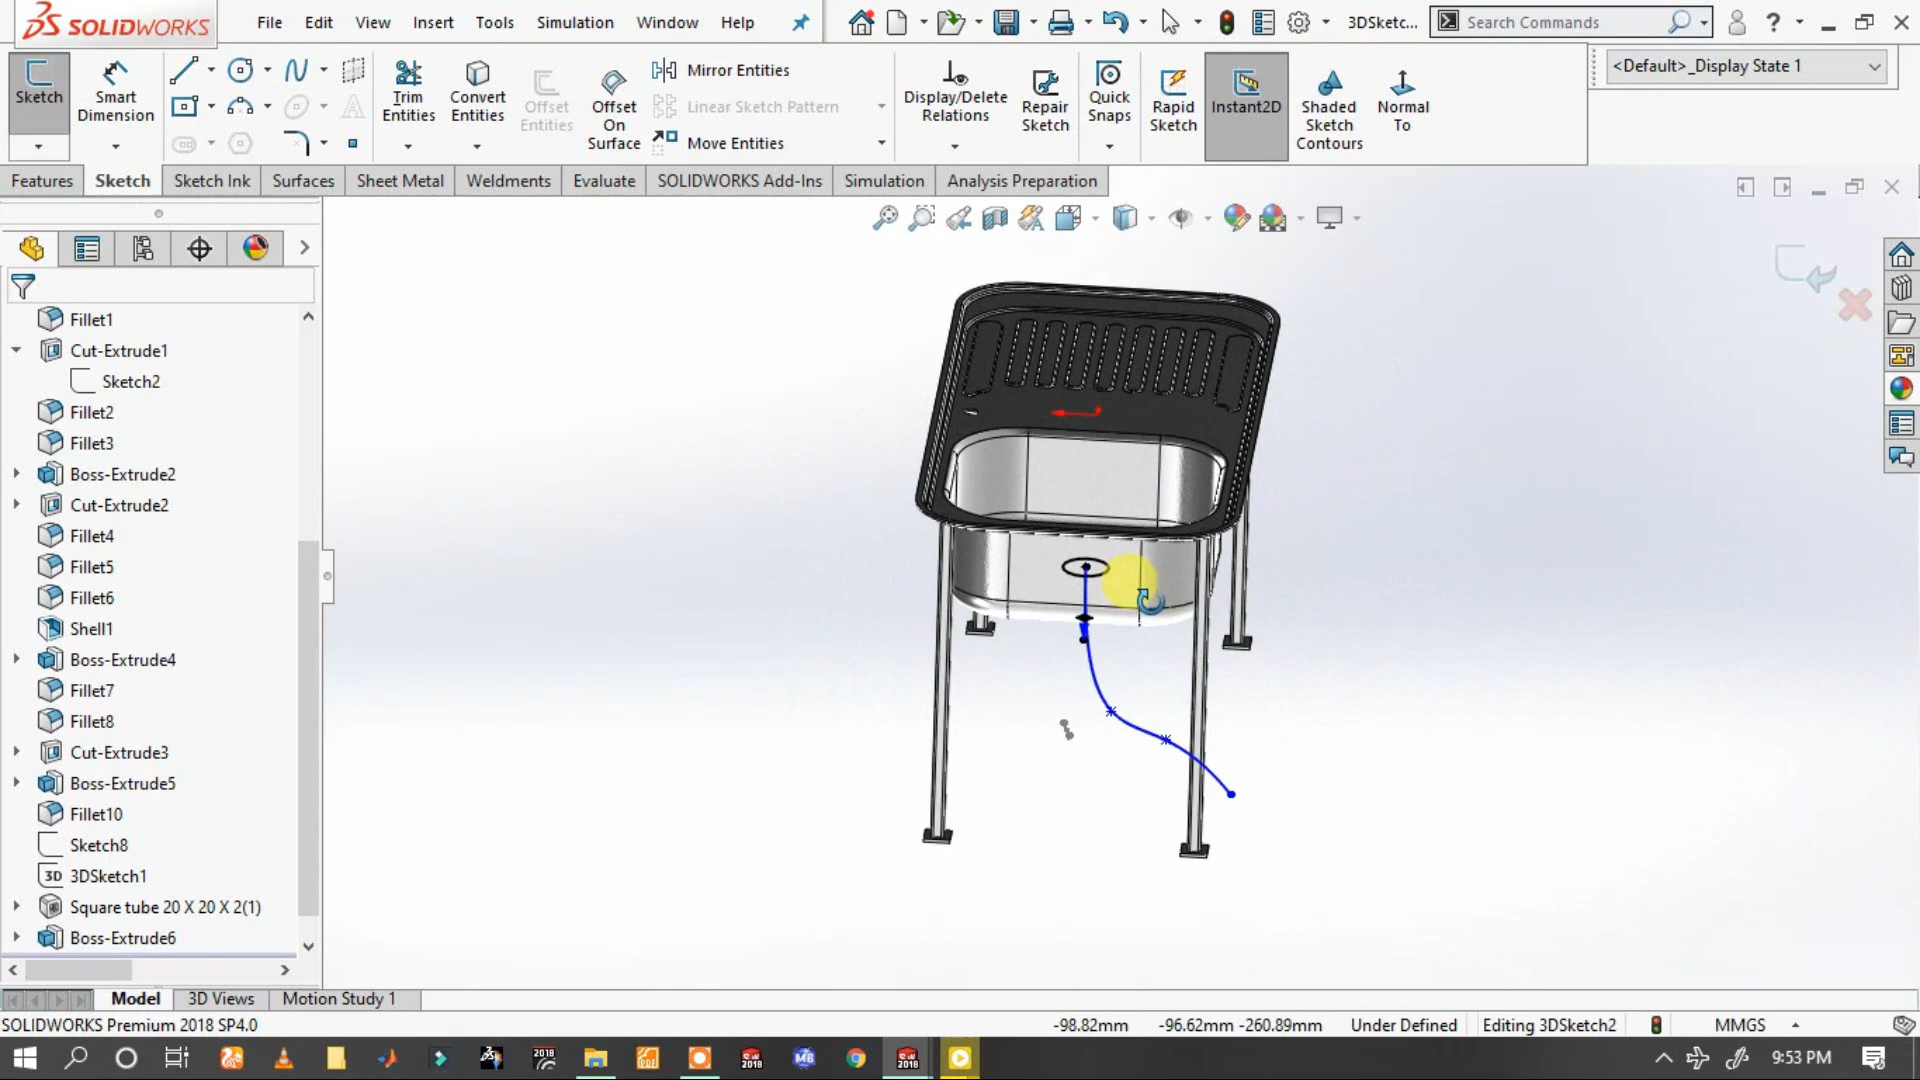 SOLIDWORKS
File Edit View Insert Tools Simulation Window Help
3DSketc...
Search Commands
Sketch
Smart Dimension
Trim Entities
Convert Entities
Offset Entities
Offset On Surface
Mirror Entities
Linear Sketch Pattern
Move Entities
Display/Delete Relations
Repair Sketch
Quick Snaps
Rapid Sketch
Instant2D
Shaded Sketch Contours
Normal To
<Default>_Display State 1
Features Sketch Sketch Ink Surfaces Sheet Metal Weldments Evaluate SOLIDWORKS Add-Ins Simulation Analysis Preparation
Fillet1
Cut-Extrude1
Sketch2
Fillet2
Fillet3
Boss-Extrude2
Cut-Extrude2
Fillet4
Fillet5
Fillet6
Shell1
Boss-Extrude4
Fillet7
Fillet8
Cut-Extrude3
Boss-Extrude5
Fillet10
Sketch8
3D 3DSketch1
Square tube 20 X 20 X 2(1)
Boss-Extrude6
Model 3D Views Motion Study 1
SOLIDWORKS Premium 2018 SP4.0
-98.82mm -96.62mm -260.89mm Under Defined Editing 3DSketch2 MMGS
9:53 PM